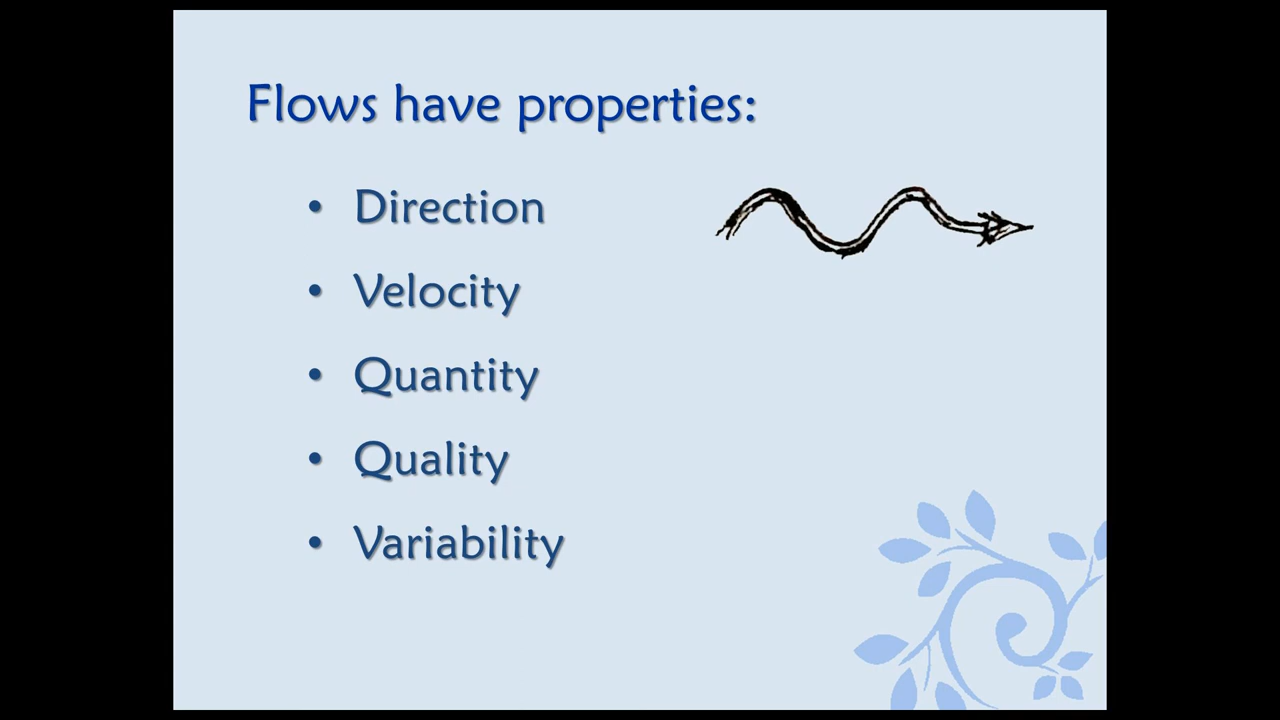 Flows have properties:
• Direction
• Velocity
• Quantity
• Quality
• Variability